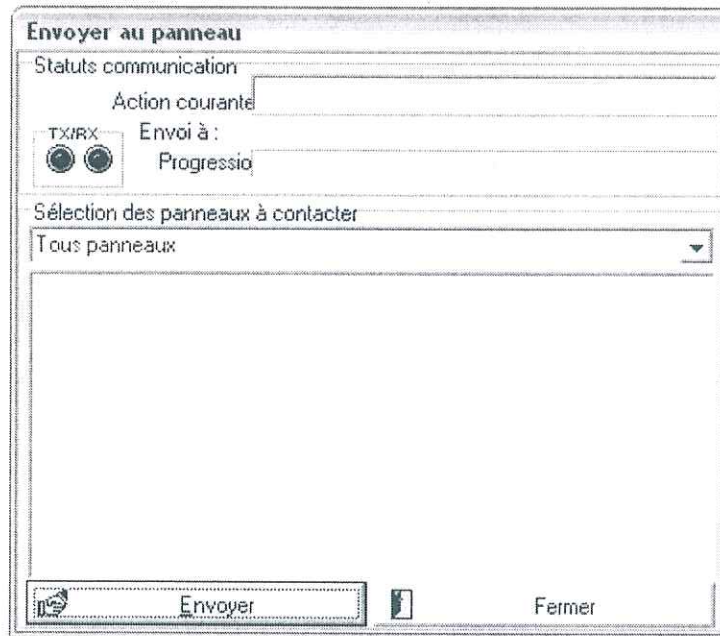 Envoyer au panneau
Statuts communication
Action courante
TX/RX
Envoi à :
Progressio
Sélection des panneaux à contacter
Tous panneaux
Envoyer
Fermer